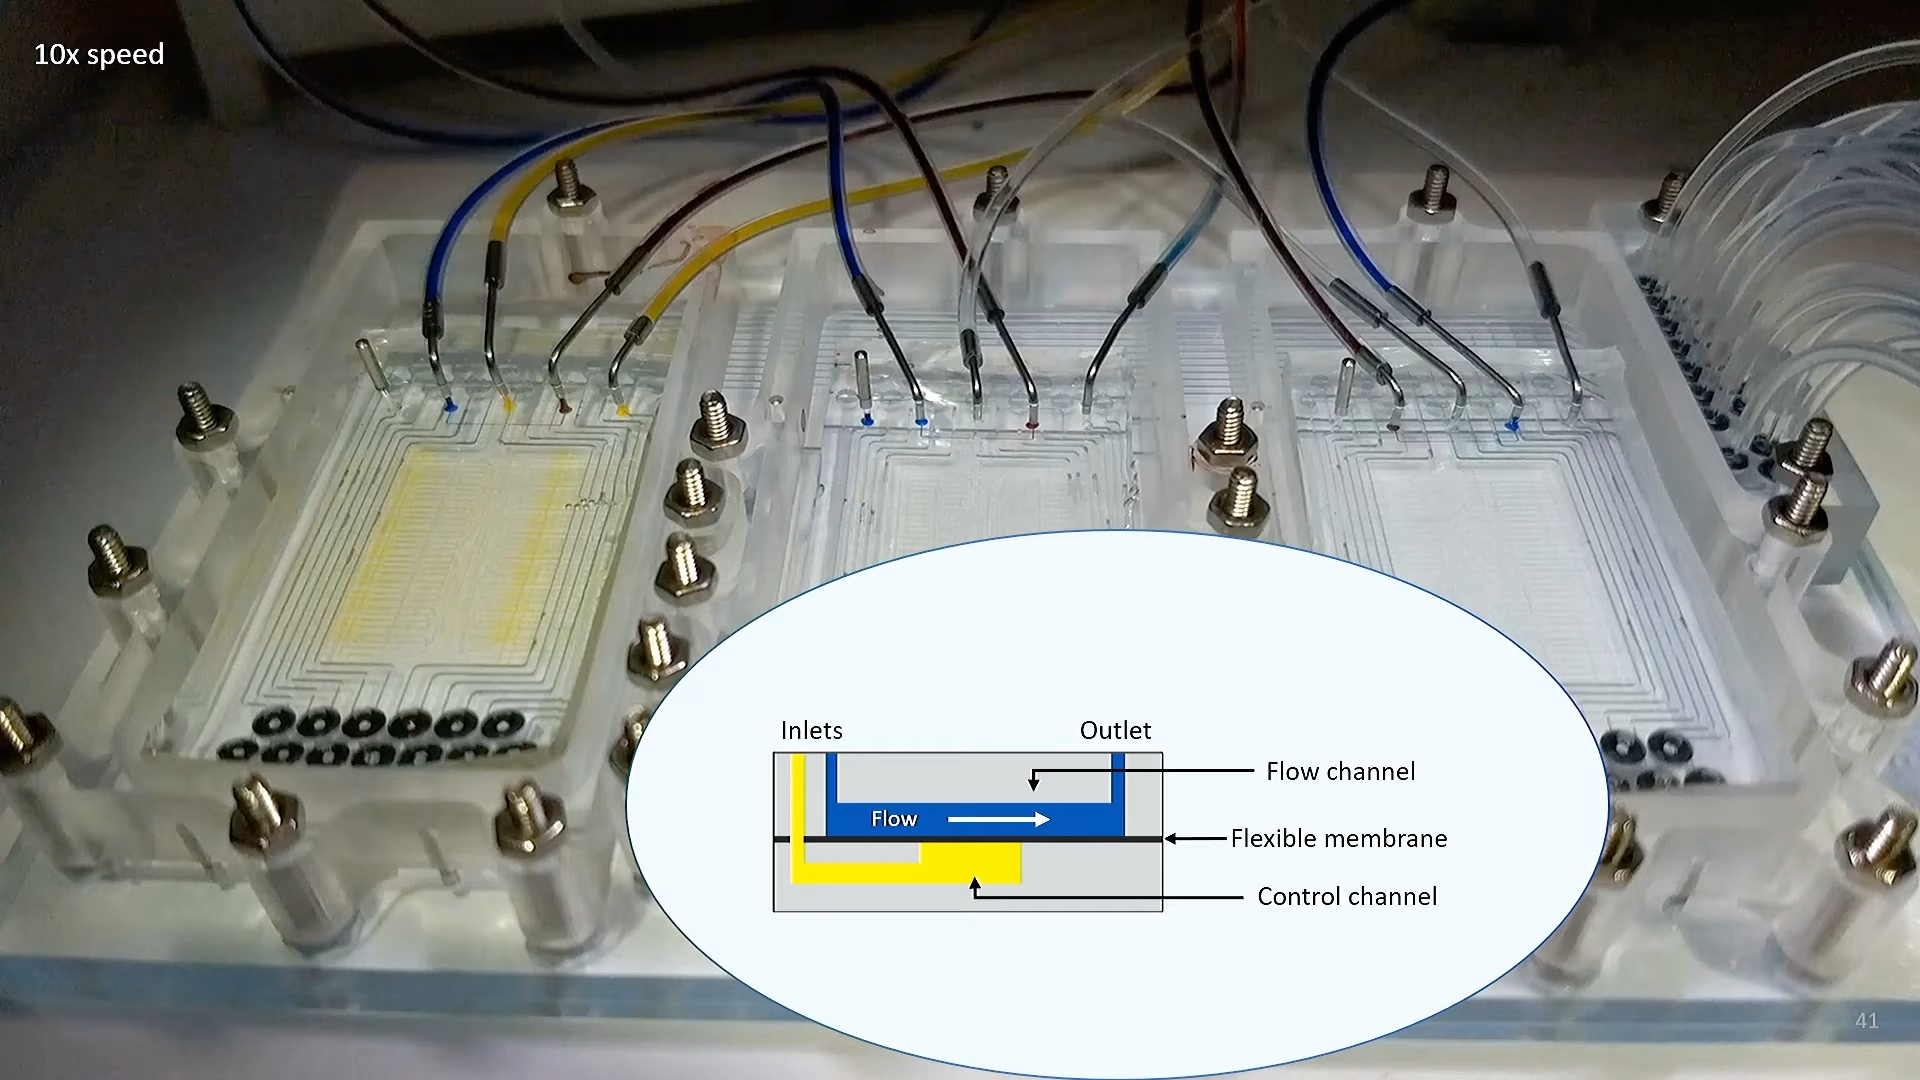 10x speed
Inlets
Outlet
Flow channel
Flow
Flexible membrane
Control channel
41